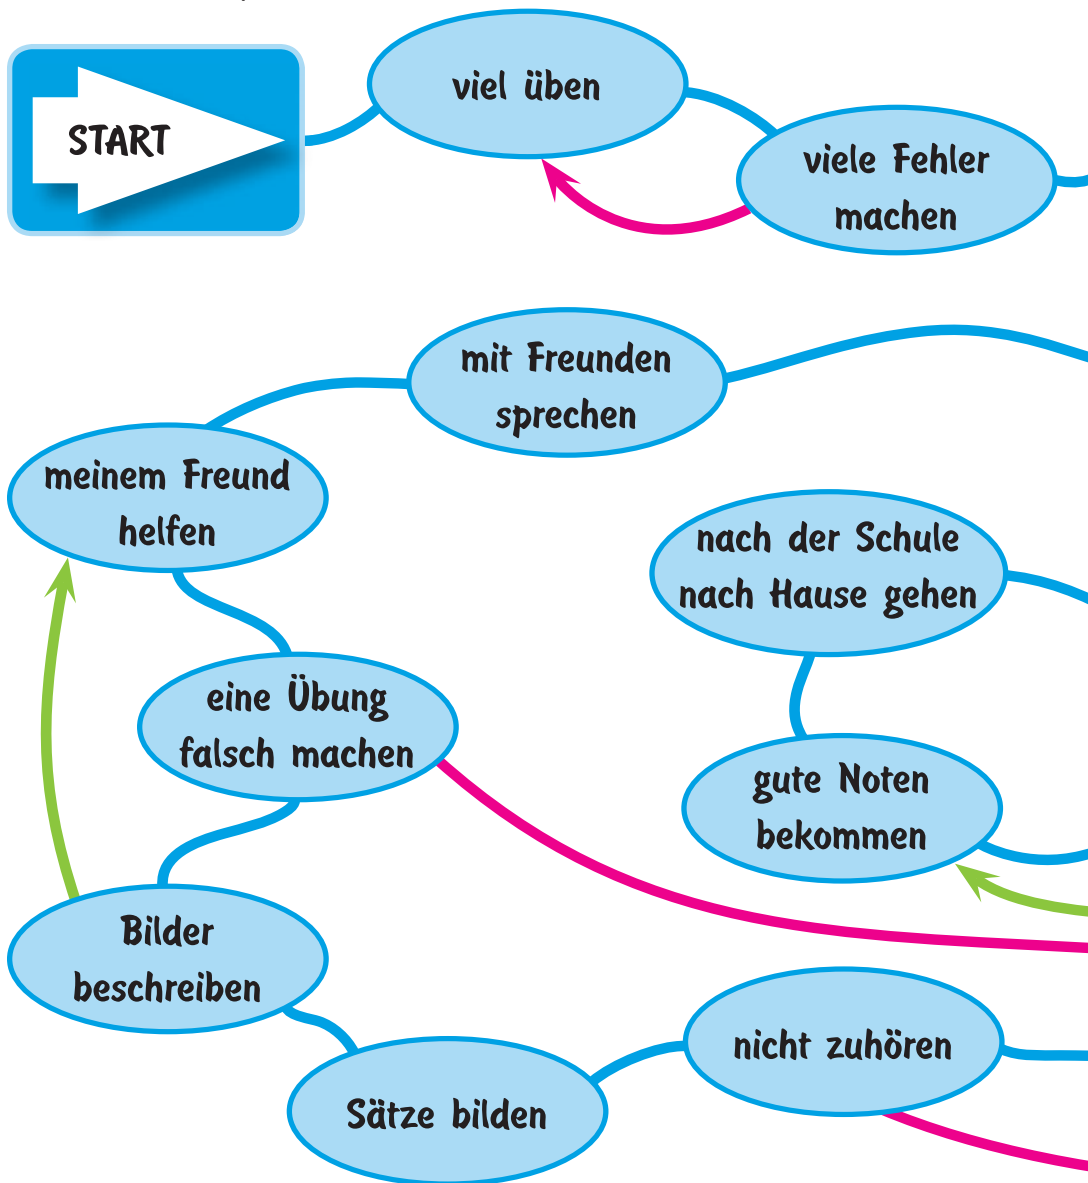 START
viel üben
viele Fehler
machen
mit Freunden
sprechen
meinem Freund
helfen
nach der Schule
nach Hause gehen
eine Übung
falsch machen
gute Noten
bekommen
Bilder
beschreiben
nicht zuhören
Sätze bilden